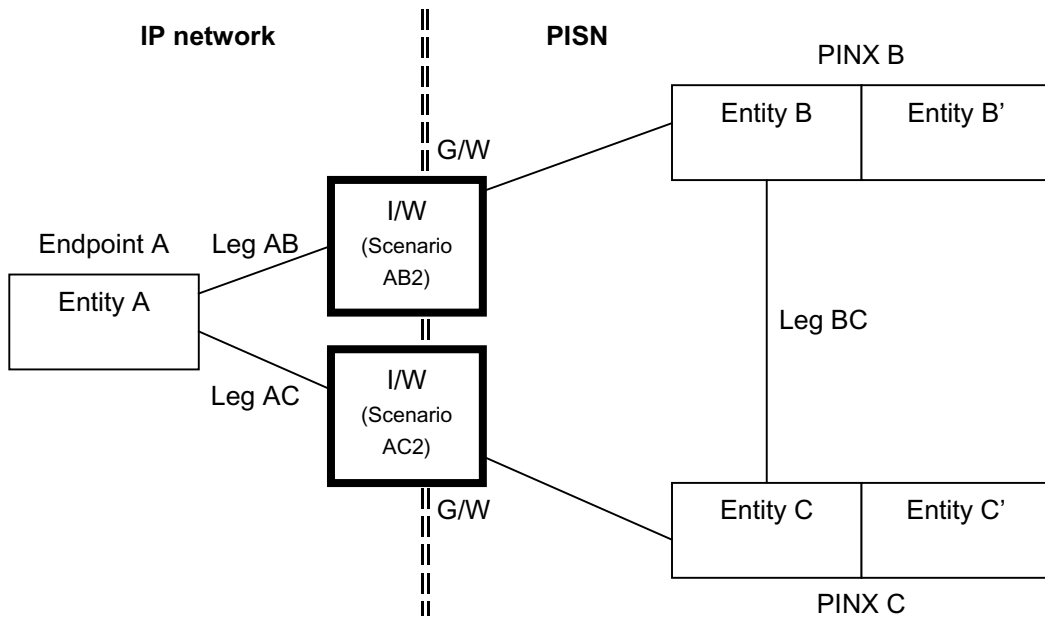 IP network
PISN
PINX B
Entity B
Entity B’
G/W
I/W
(Scenario
AB2)
Endpoint A
Leg AB
Entity A
Leg BC
I/W
(Scenario
AC2)
Leg AC
G/W
Entity C
Entity C’
PINX C